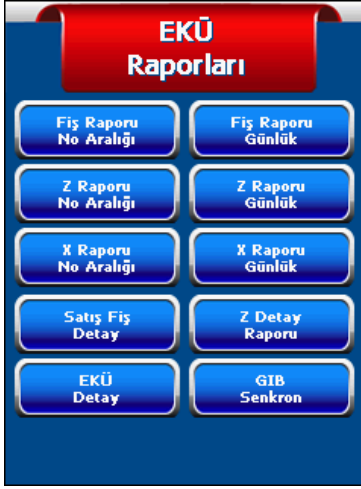 EKÜ
Raporları
Fiş Raporu
No Aralığı
Fiş Raporu
Günlük
Z Raporu
No Aralığı
Z Raporu
Günlük
X Raporu
No Aralığı
X Raporu
Günlük
Satış Fiş
Detay
Z Detay
Raporu
EKÜ
Detay
GIB
Senkron